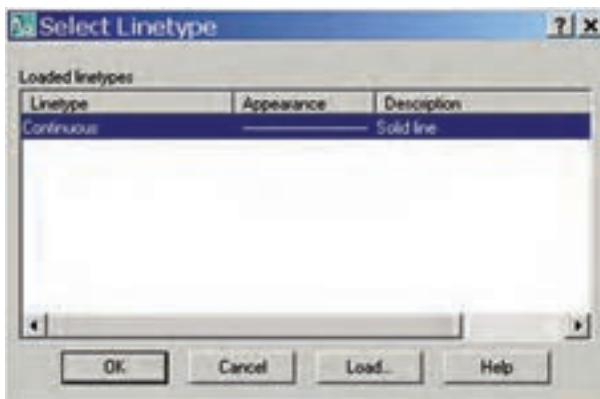 Select Linetype
Loaded linetypes
Linetype Appearance Description
Continuous Solid line
OK Cancel Load... Help